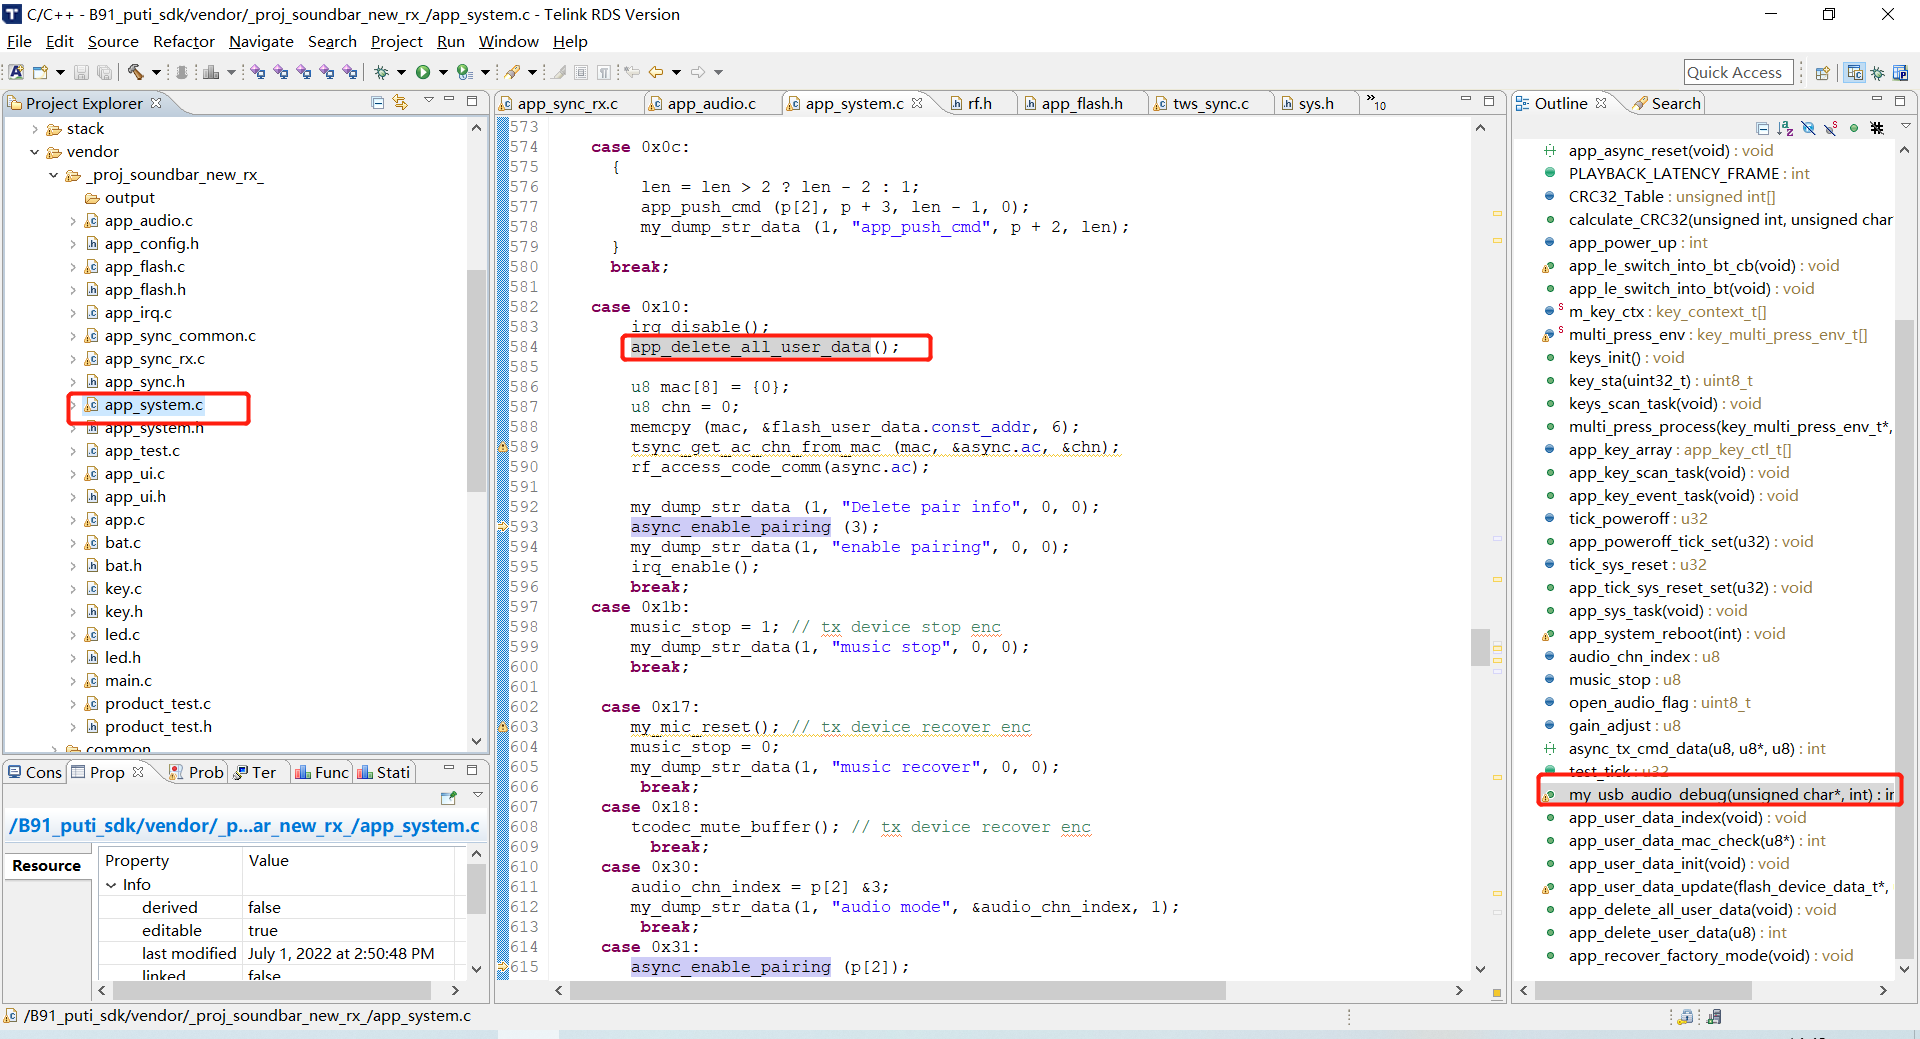 C/C++ - B91_puti_sdk/vendor/_proj_soundbar_new_rx_/app_system.c - Telink RDS Version
File Edit Source Refactor Navigate Search Project Run Window Help
Quick Access
Project Explorer
stack
vendor
_proj_soundbar_new_rx_
output
app_audio.c
app_config.h
app_flash.c
app_flash.h
app_irq.c
app_sync_common.c
app_sync_rx.c
app_sync.h
app_system.c
app_system.h
app_test.c
app_ui.c
app_ui.h
app.c
bat.c
bat.h
key.c
key.h
led.c
led.h
main.c
product_test.c
product_test.h
common
Cons Prop Prob Ter Func Stati
/B91_puti_sdk/vendor/_p...ar_new_rx_/app_system.c
Resource
Property Value
Info
derived false
editable true
last modified July 1, 2022 at 2:50:48 PM
linked false
app_sync_rx.c app_audio.c app_system.c rf.h app_flash.h tws_sync.c sys.h »10
573
574 case 0x0c:
575 {
576 len = len > 2 ? len - 2 : 1;
577 app_push_cmd (p[2], p + 3, len - 1, 0);
578 my_dump_str_data (1, "app_push_cmd", p + 2, len);
579 }
580 break;
581
582 case 0x10:
583 irq_disable();
584 app_delete_all_user_data();
585
586 u8 mac[8] = {0};
587 u8 chn = 0;
588 memcpy (mac, &flash_user_data.const_addr, 6);
589 tsync_get_ac_chn_from_mac (mac, &async.ac, &chn);
590 rf_access_code_comm(async.ac);
591
592 my_dump_str_data (1, "Delete pair info", 0, 0);
593 async_enable_pairing (3);
594 my_dump_str_data(1, "enable pairing", 0, 0);
595 irq_enable();
596 break;
597 case 0x1b:
598 music_stop = 1; // tx device stop enc
599 my_dump_str_data(1, "music stop", 0, 0);
600 break;
601
602 case 0x17:
603 my_mic_reset(); // tx device recover enc
604 music_stop = 0;
605 my_dump_str_data(1, "music recover", 0, 0);
606 break;
607 case 0x18:
608 tcodec_mute_buffer(); // tx device recover enc
609 break;
610 case 0x30:
611 audio_chn_index = p[2] &3;
612 my_dump_str_data(1, "audio mode", &audio_chn_index, 1);
613 break;
614 case 0x31:
615 async_enable_pairing (p[2]);
Outline Search
app_async_reset(void) : void
PLAYBACK_LATENCY_FRAME : int
CRC32_Table : unsigned int[]
calculate_CRC32(unsigned int, unsigned char
app_power_up : int
app_le_switch_into_bt_cb(void) : void
app_le_switch_into_bt(void) : void
m_key_ctx : key_context_t[]
multi_press_env : key_multi_press_env_t[]
keys_init() : void
key_sta(uint32_t) : uint8_t
keys_scan_task(void) : void
multi_press_process(key_multi_press_env_t*,
app_key_array : app_key_ctl_t[]
app_key_scan_task(void) : void
app_key_event_task(void) : void
tick_poweroff : u32
app_poweroff_tick_set(u32) : void
tick_sys_reset : u32
app_tick_sys_reset_set(u32) : void
app_sys_task(void) : void
app_system_reboot(int) : void
audio_chn_index : u8
music_stop : u8
open_audio_flag : uint8_t
gain_adjust : u8
async_tx_cmd_data(u8, u8*, u8) : int
test_tick : u32
my_usb_audio_debug(unsigned char*, int) : ir
app_user_data_index(void) : void
app_user_data_mac_check(u8*) : int
app_user_data_init(void) : void
app_user_data_update(flash_device_data_t*,
app_delete_all_user_data(void) : void
app_delete_user_data(u8) : int
app_recover_factory_mode(void) : void
/B91_puti_sdk/vendor/_proj_soundbar_new_rx_/app_system.c